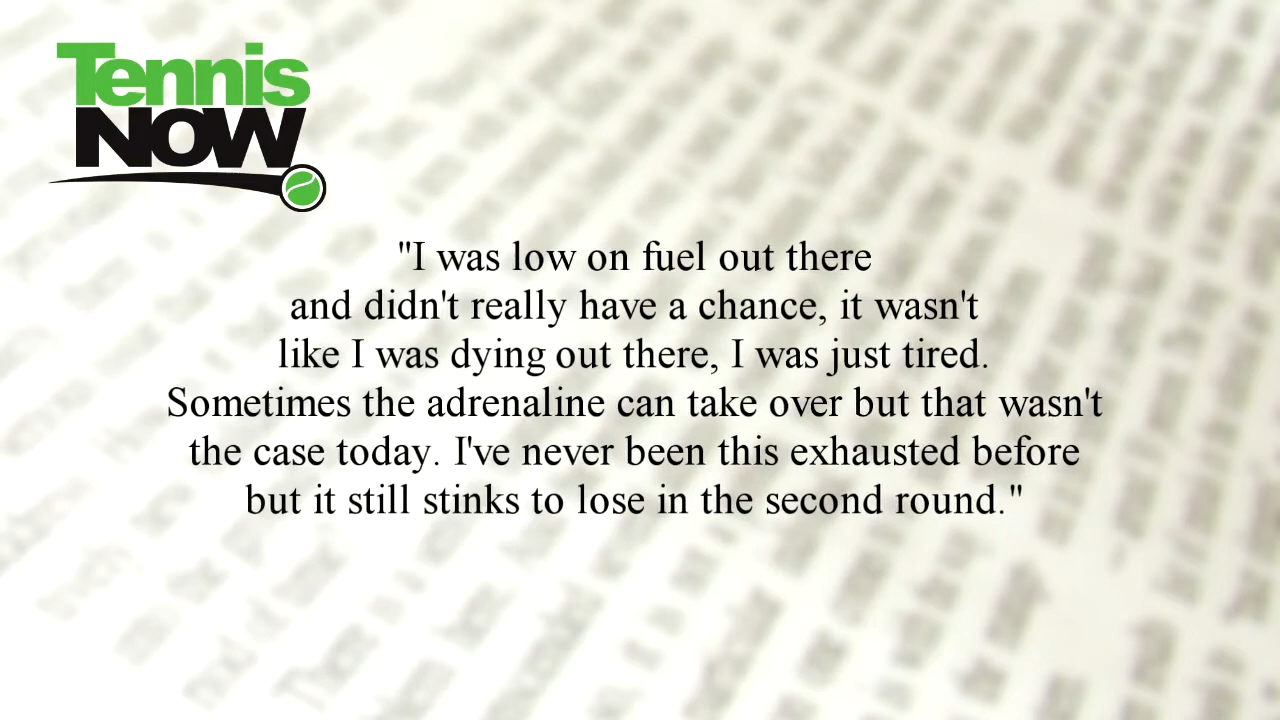 Tennis
NOW
"I was low on fuel out there
and didn't really have a chance, it wasn't
like I was dying out there, I was just tired.
Sometimes the adrenaline can take over but that wasn't
the case today. I've never been this exhausted before
but it still stinks to lose in the second round."